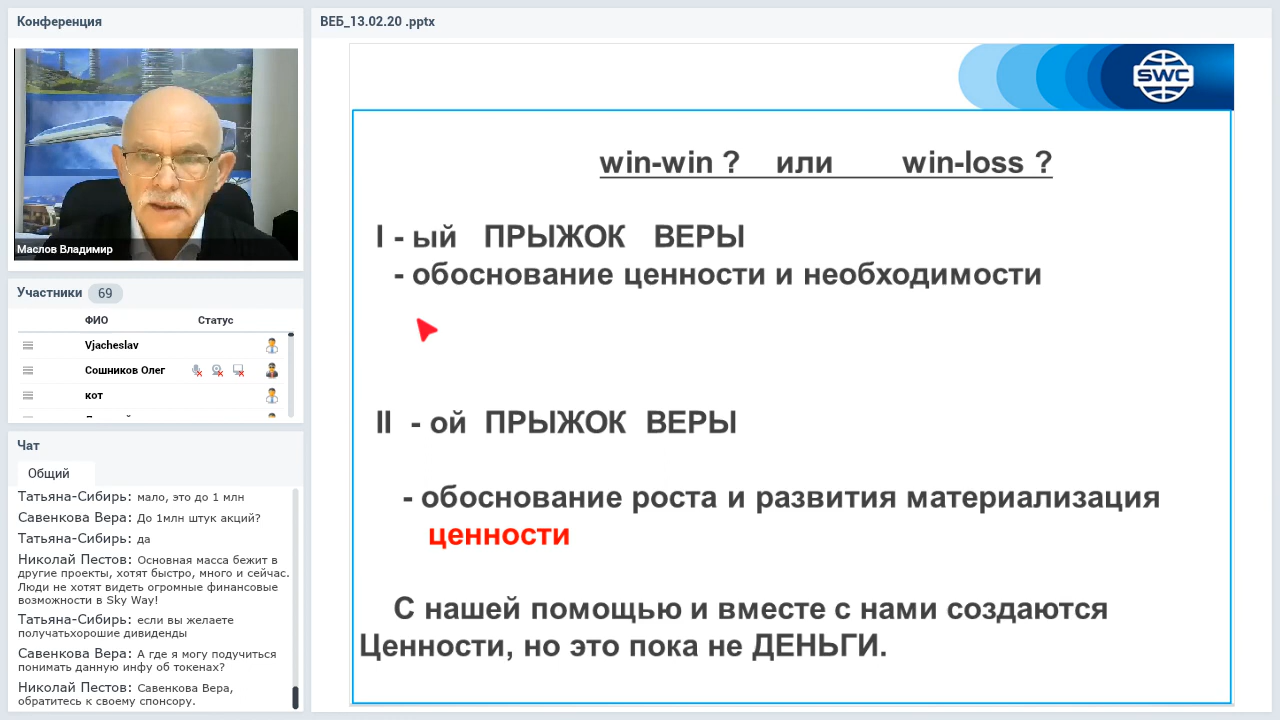 Конференция
Маслов Владимир
Участники 69
ФИО Статус
Vjacheslav
Сошников Олег
кот
Чат
Общий
Татьяна-Сибирь: мало, это до 1 млн
Савенкова Вера: До 1млн штук акций?
Татьяна-Сибирь: да
Николай Пестов: Основная масса бежит в
другие проекты, хотят быстро, много и сейчас.
Люди не хотят видеть огромные финансовые
возможности в Sky Way!
Татьяна-Сибирь: если вы желаете
получатьхорошие дивиденды
Савенкова Вера: А где я могу подучиться
понимать данную инфу об токенах?
Николай Пестов: Савенкова Вера,
обратитесь к своему спонсору.
ВЕБ_13.02.20 .pptx
SWC
win-win ? или win-loss ?
I - ый ПРЫЖОК ВЕРЫ
- обоснование ценности и необходимости
II - ой ПРЫЖОК ВЕРЫ
- обоснование роста и развития материализация
ценности
С нашей помощью и вместе с нами создаются
Ценности, но это пока не ДЕНЬГИ.